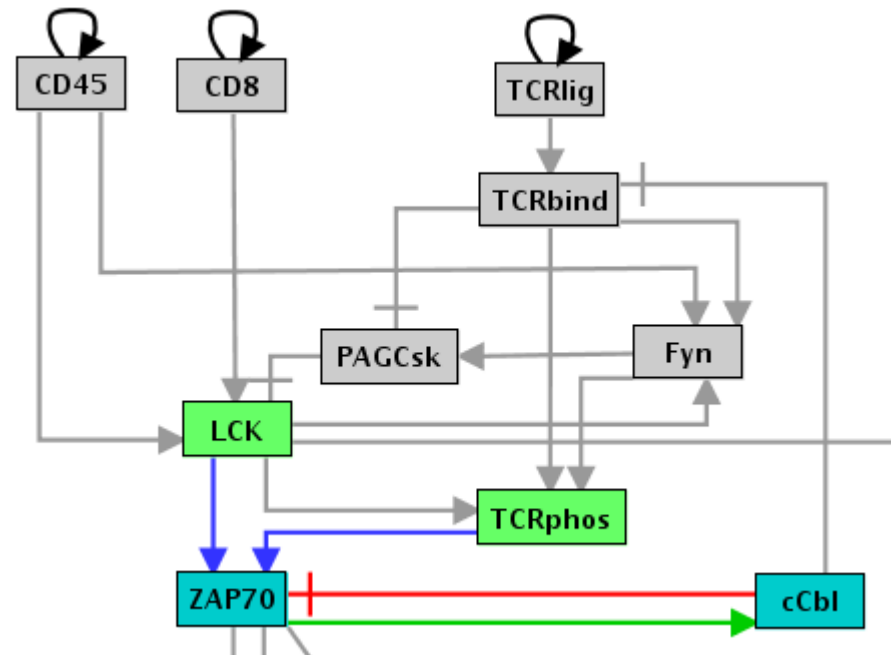 CD45
CD8
TCRlig
TCRbind
PAGCsk
Fyn
LCK
TCRphos
ZAP70
cCbl